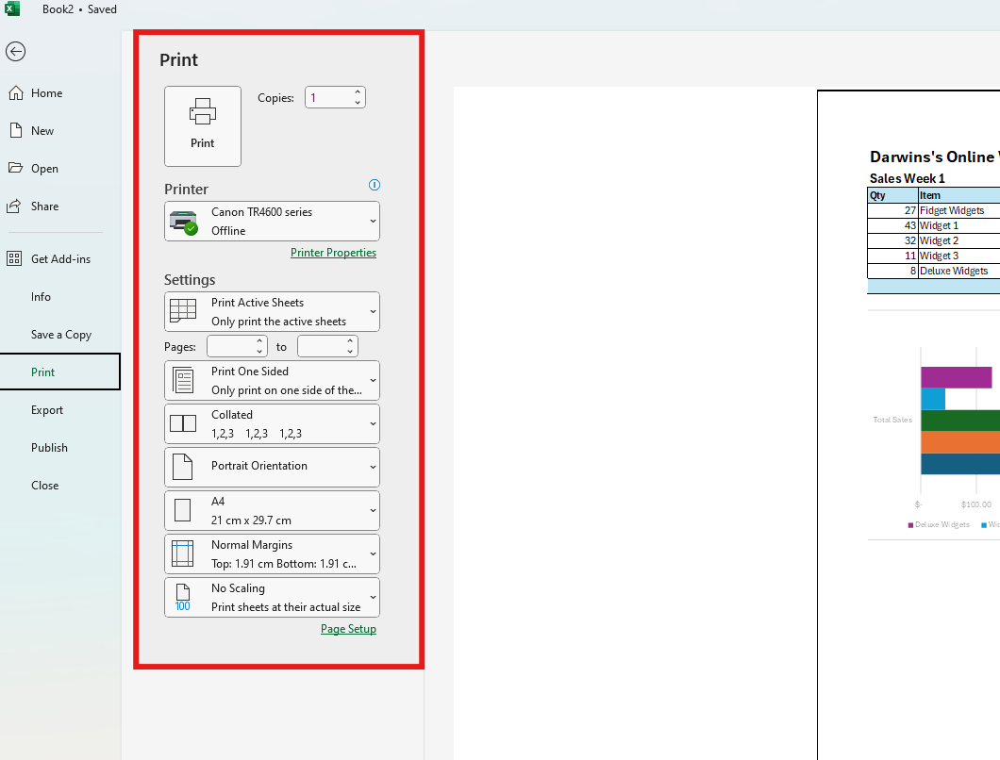 Book2 • Saved
Home
New
Open
Share
Get Add-ins
Info
Save a Copy
Print
Export
Publish
Close
Print
Print
Copies: 1
Printer
Canon TR4600 series
Offline
Printer Properties
Settings
Print Active Sheets
Only print the active sheets
Pages: to
Print One Sided
Only print on one side of the...
Collated
1,2,3 1,2,3 1,2,3
Portrait Orientation
A4
21 cm x 29.7 cm
Normal Margins
Top: 1.91 cm Bottom: 1.91 c...
No Scaling
100
Print sheets at their actual size
Page Setup
Darwins's Online
Sales Week 1
Qty Item
27 Fidget Widgets
43 Widget 1
32 Widget 2
11 Widget 3
8 Deluxe Widgets
Total Sales
$- $100.00
Deluxe Widgets